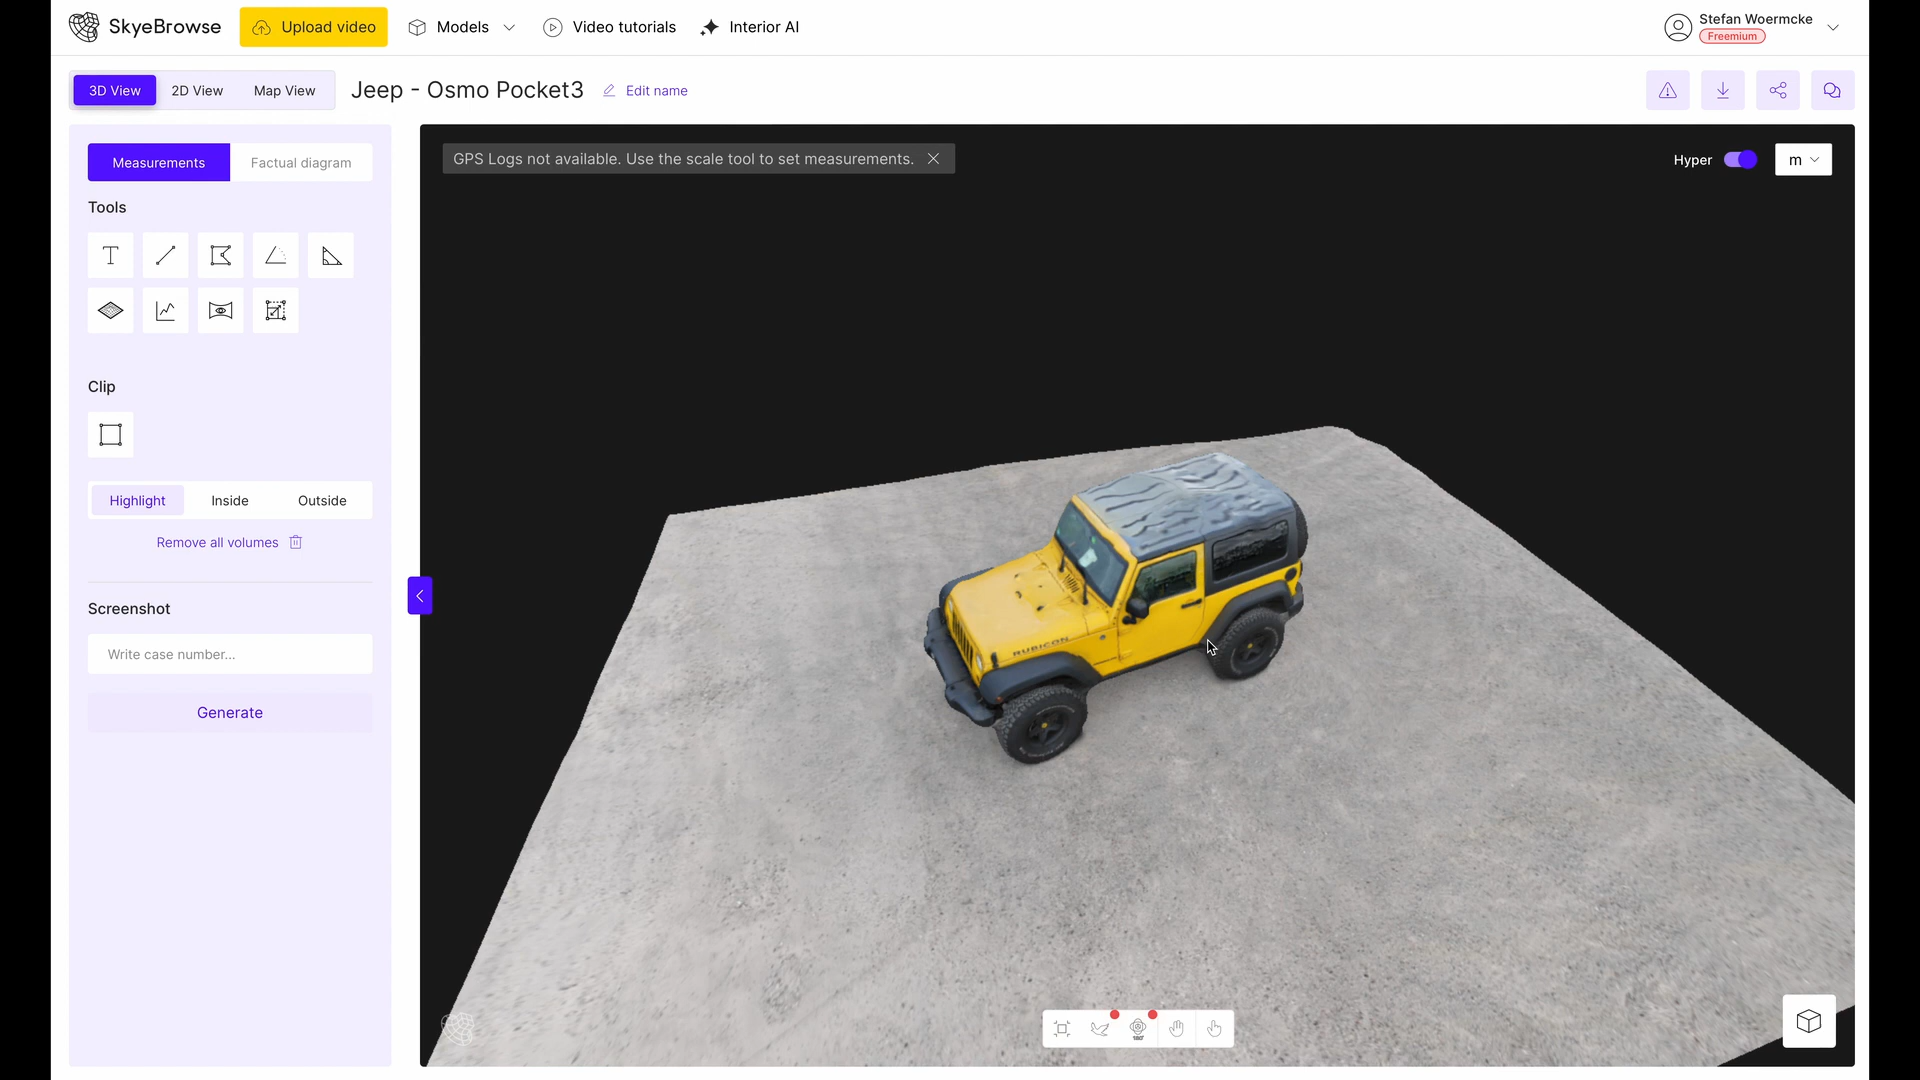 SkyeBrowse
Upload video
Models
Video tutorials
Interior AI
Stefan Woermcke
Freemium
3D View
2D View
Map View
Jeep - Osmo Pocket3
Edit name
Measurements
Factual diagram
GPS Logs not available. Use the scale tool to set measurements.
Hyper
m
Tools
T
Clip
Highlight
Inside
Outside
Remove all volumes
Screenshot
Write case number...
Generate
RUBICON